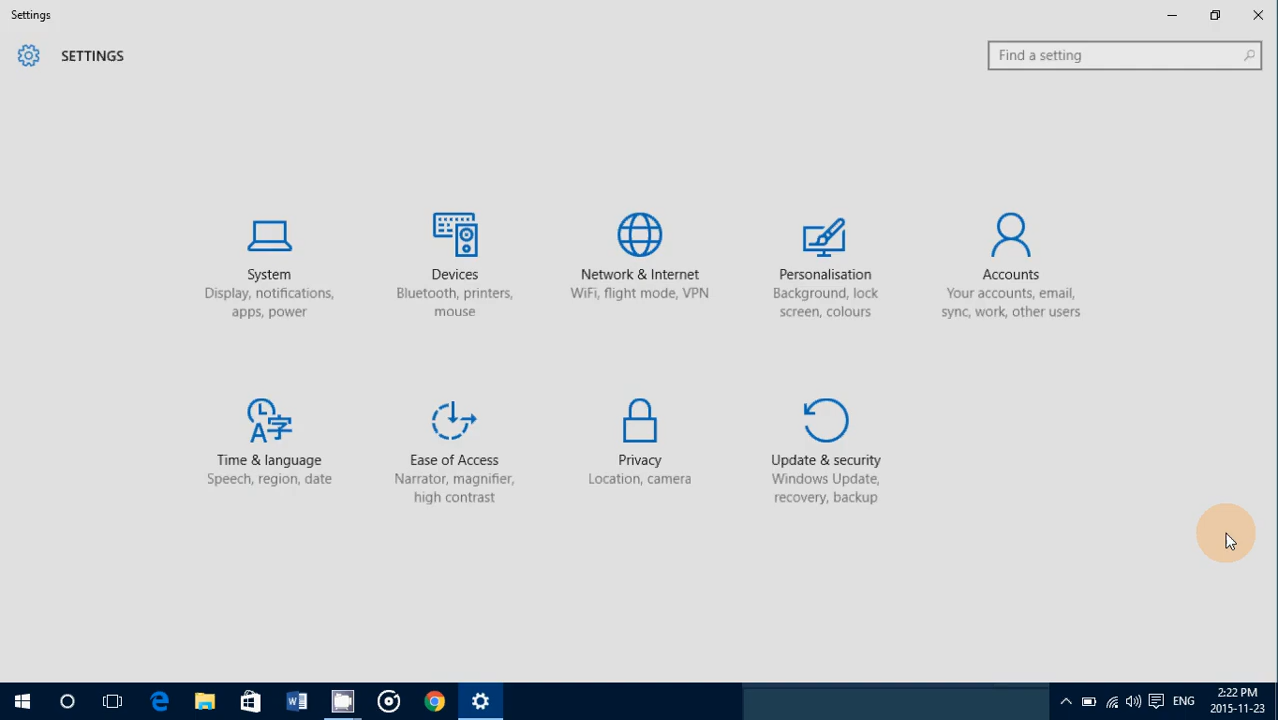 Settings
SETTINGS
Find a setting
System
Display, notifications,
apps, power
Devices
Bluetooth, printers,
mouse
Network & Internet
WiFi, flight mode, VPN
Personalisation
Background, lock
screen, colours
Accounts
Your accounts, email,
sync, work, other users
Time & language
Speech, region, date
Ease of Access
Narrator, magnifier,
high contrast
Privacy
Location, camera
Update & security
Windows Update,
recovery, backup
ENG
2:22 PM
2015-11-23